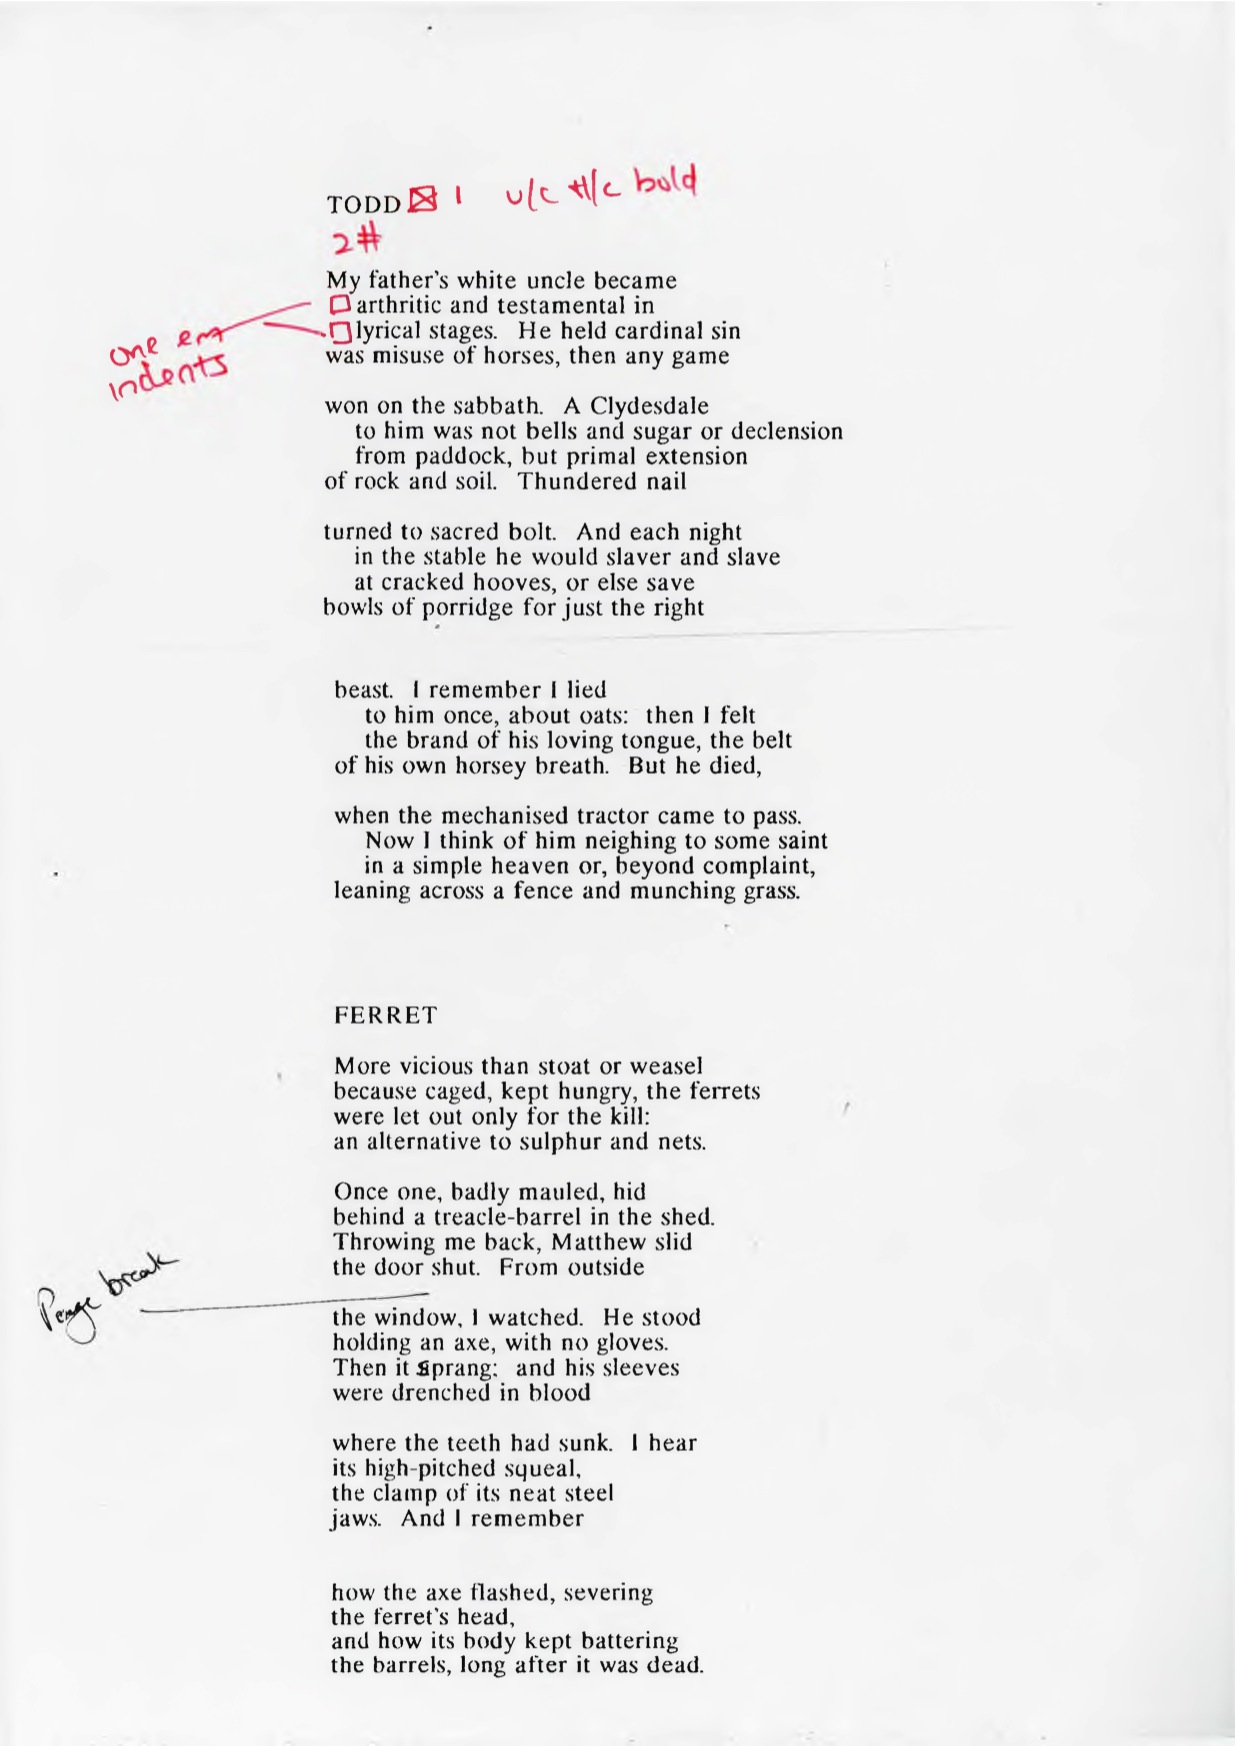 TODD 1 u/c + l/c bold
2#
My father's white uncle became
arthritic and testamental in
lyrical stages. He held cardinal sin
was misuse of horses, then any game
one em
indents
won on the sabbath. A Clydesdale
to him was not bells and sugar or declension
from paddock, but primal extension
of rock and soil. Thundered nail
turned to sacred bolt. And each night
in the stable he would slaver and slave
at cracked hooves, or else save
bowls of porridge for just the right
beast. I remember I lied
to him once, about oats: then I felt
the brand of his loving tongue, the belt
of his own horsey breath. But he died,
when the mechanised tractor came to pass.
Now I think of him neighing to some saint
in a simple heaven or, beyond complaint,
leaning across a fence and munching grass.
FERRET
More vicious than stoat or weasel
because caged, kept hungry, the ferrets
were let out only for the kill:
an alternative to sulphur and nets.
Once one, badly mauled, hid
behind a treacle-barrel in the shed.
Throwing me back, Matthew slid
the door shut. From outside
Page break
the window, I watched. He stood
holding an axe, with no gloves.
Then it sprang: and his sleeves
were drenched in blood
where the teeth had sunk. I hear
its high-pitched squeal,
the clamp of its neat steel
jaws. And I remember
how the axe flashed, severing
the ferret's head,
and how its body kept battering
the barrels, long after it was dead.